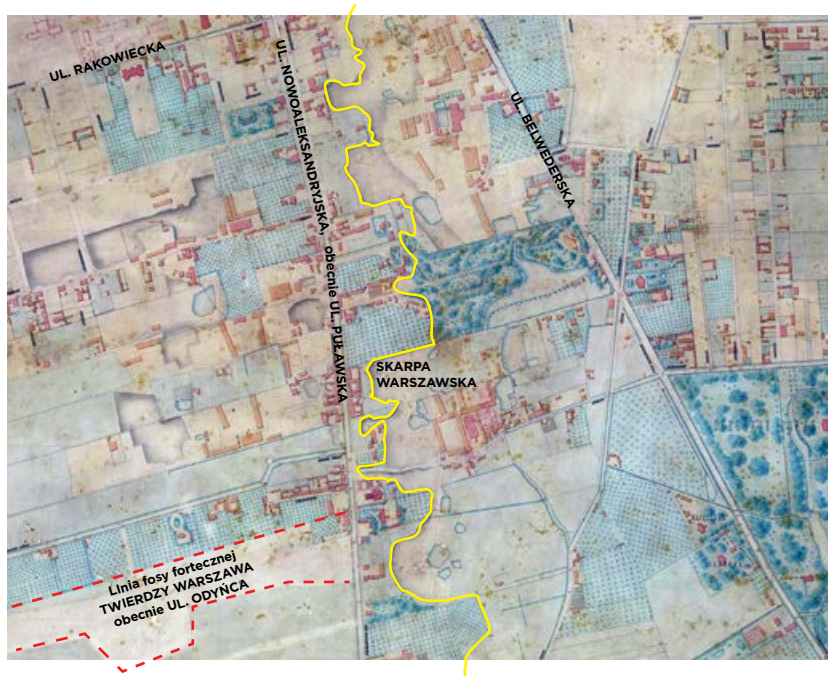 UL. RAKOWIECKA
UL. NOWOALEKSANDRYJSKA, obecnie UL. PUŁAWSKA
UL. BELWEDERSKA
SKARPA
WARSZAWSKA
Linia fosy fortecznej
TWIERDZY WARSZAWA
obecnie UL. ODYŃCA